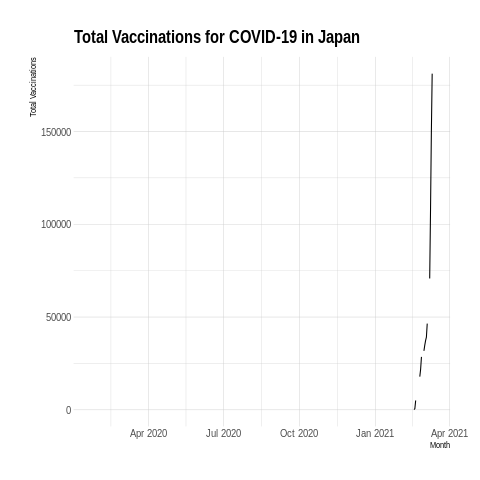 Total Vaccinations for COVID-19 in Japan
Total Vaccinations
150000
100000
50000
0
Apr 2020 Jul 2020 Oct 2020 Jan 2021 Apr 2021
Month